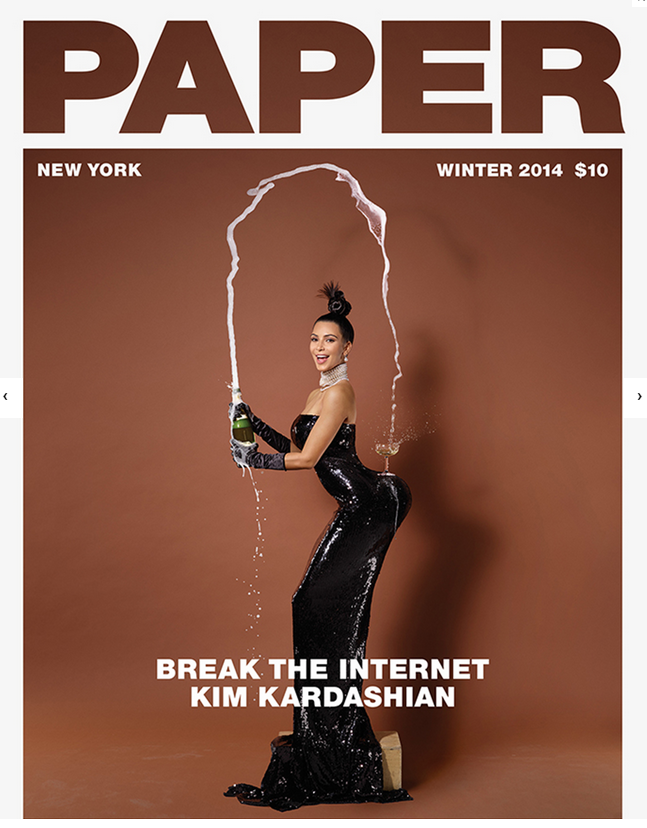 PAPER
NEW YORK
WINTER 2014 $10
BREAK THE INTERNET
KIM KARDASHIAN